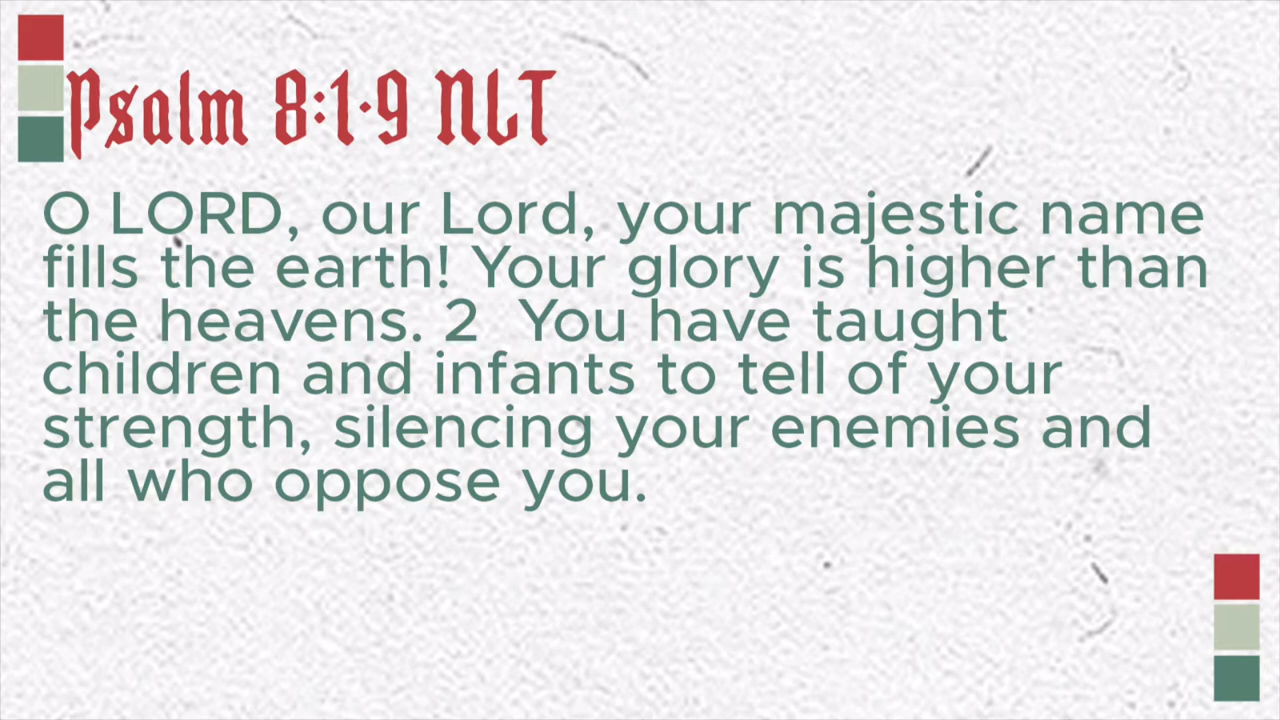 Psalm 8:1-9 NLT
O LORD, our Lord, your majestic name
fills the earth! Your glory is higher than
the heavens. 2  You have taught
children and infants to tell of your
strength, silencing your enemies and
all who oppose you.